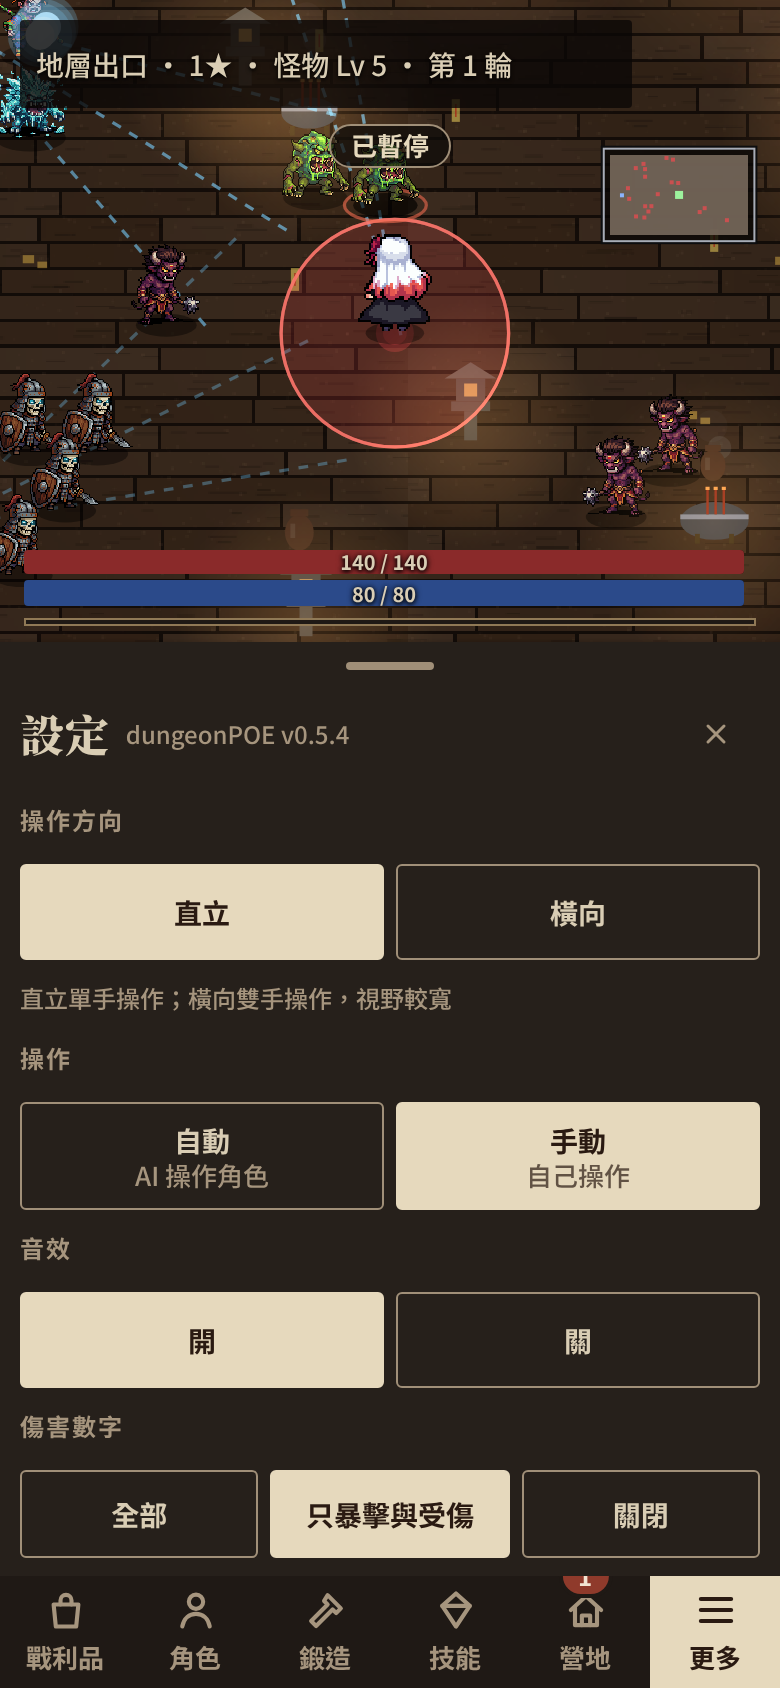 地層出口 · 1★ · 怪物 Lv 5 · 第 1 輪
已暫停
140 / 140
80 / 80
設定 dungeonPOE v0.5.4
操作方向
直立 橫向
直立單手操作；橫向雙手操作，視野較寬
操作
自動 手動
AI 操作角色 自己操作
音效
開 關
傷害數字
全部 只暴擊與受傷 關閉
1
戰利品 角色 鍛造 技能 營地 更多